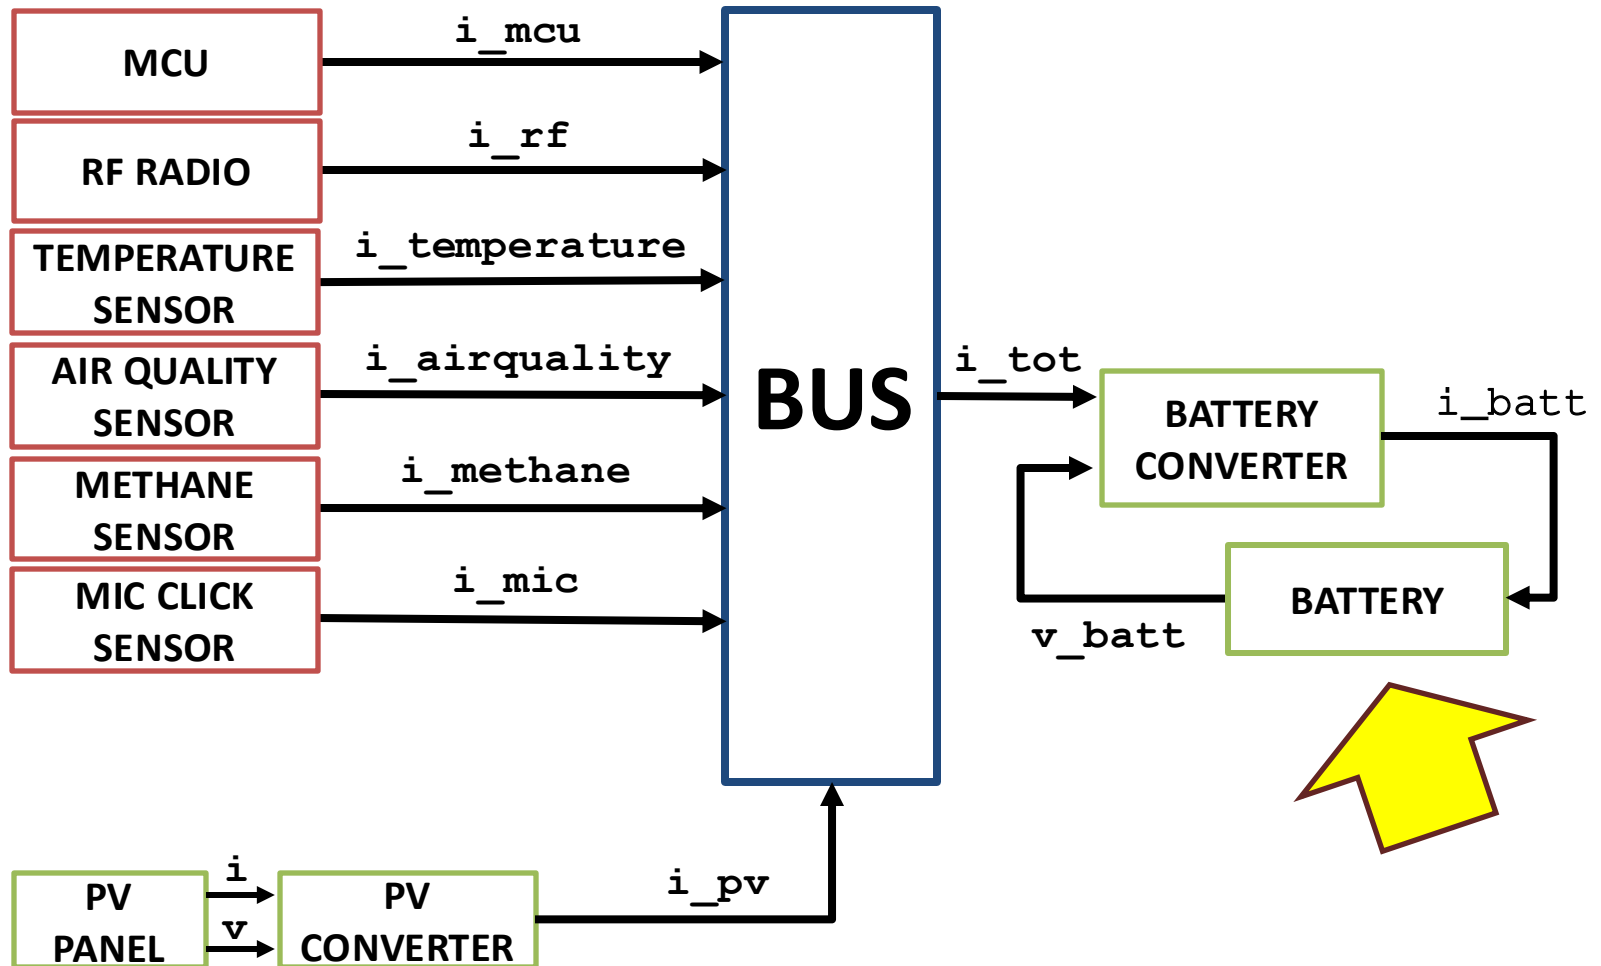 MCU
i_mcu
RF RADIO
i_rf
TEMPERATURE
SENSOR
i_temperature
AIR QUALITY
SENSOR
i_airquality
METHANE
SENSOR
i_methane
MIC CLICK
SENSOR
i_mic
BUS
i_tot
BATTERY
CONVERTER
i_batt
BATTERY
v_batt
PV
PANEL
i
v
PV
CONVERTER
i_pv